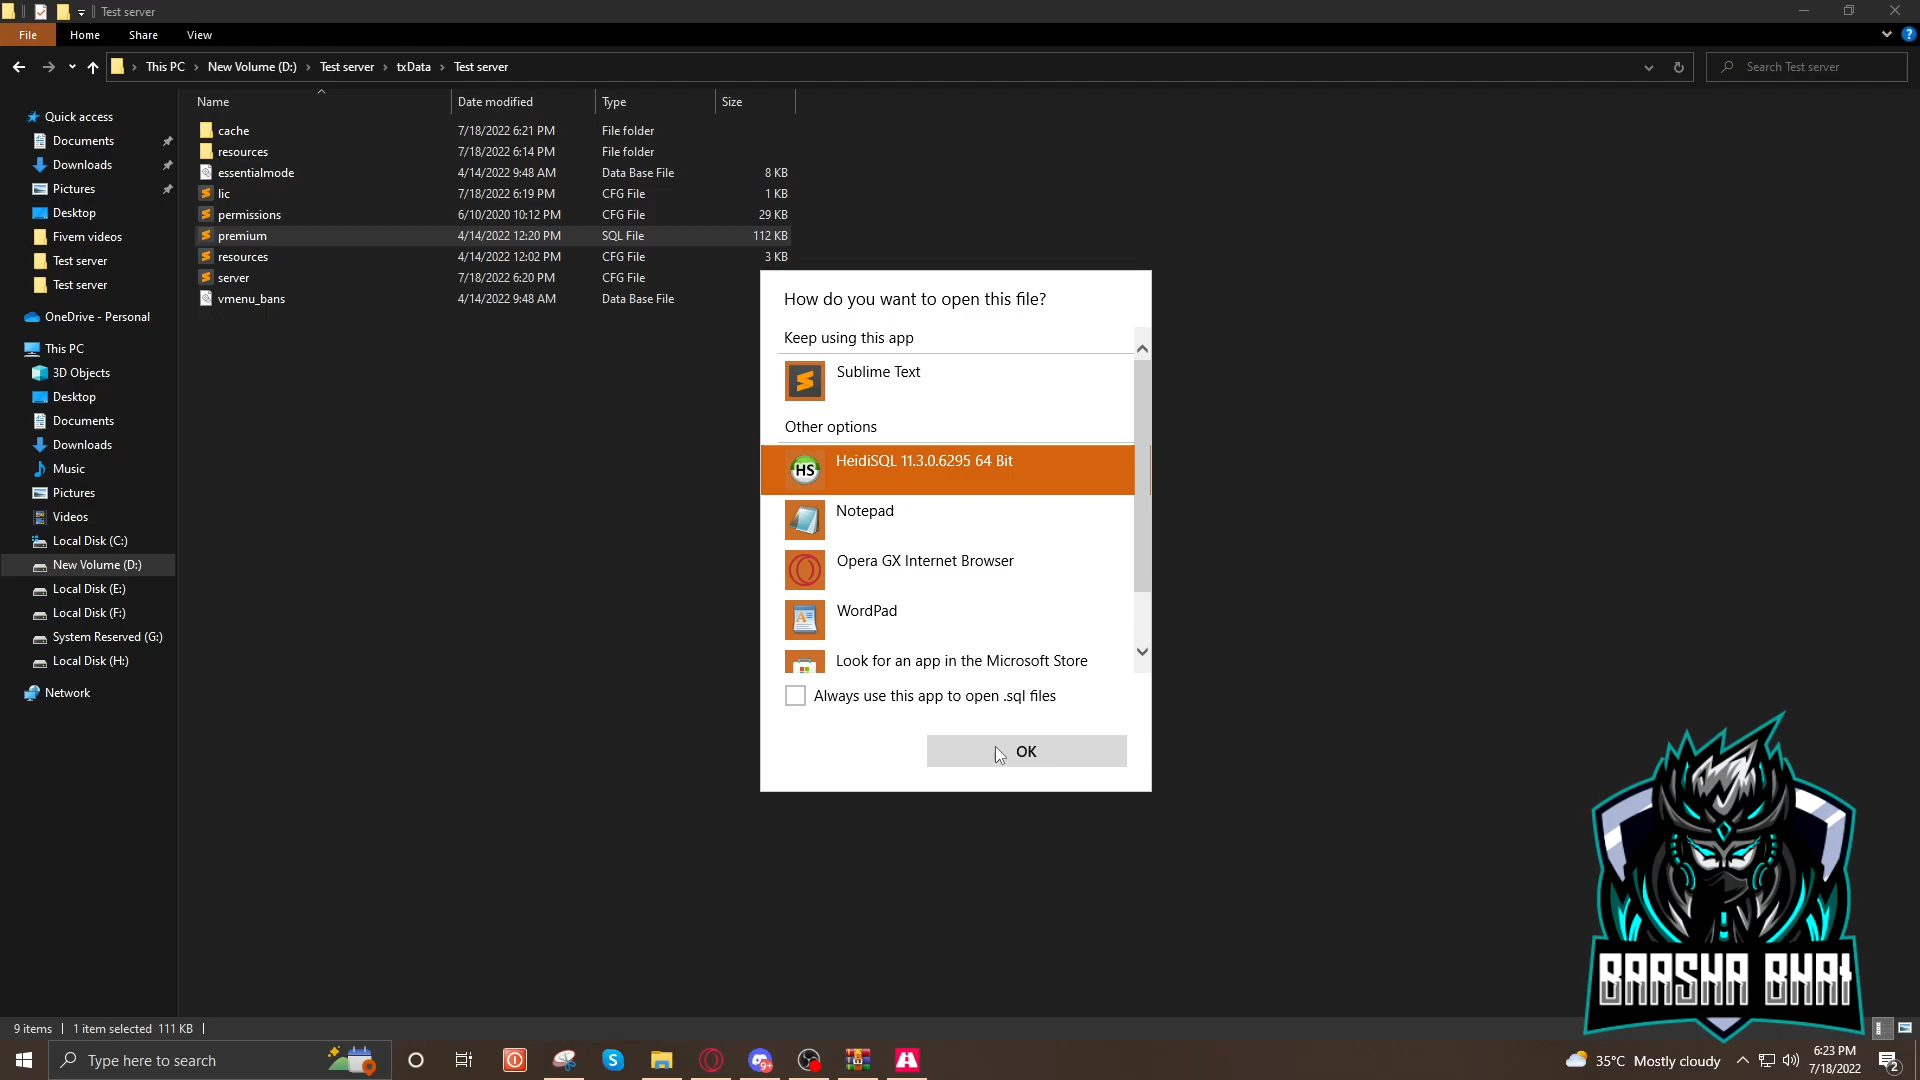 Test server
File Home Share View
This PC › New Volume (D:) › Test server › txData › Test server
Search Test server
Name Date modified Type Size
cache 7/18/2022 6:21 PM File folder
resources 7/18/2022 6:14 PM File folder
essentialmode 4/14/2022 9:48 AM Data Base File 8 KB
lic 7/18/2022 6:19 PM CFG File 1 KB
permissions 6/10/2020 10:12 PM CFG File 29 KB
premium 4/14/2022 12:20 PM SQL File 112 KB
resources 4/14/2022 12:02 PM CFG File 3 KB
server 7/18/2022 6:20 PM CFG File
vmenu_bans 4/14/2022 9:48 AM Data Base File
Quick access
Documents
Downloads
Pictures
Desktop
Fivem videos
Test server
Test server
OneDrive - Personal
This PC
3D Objects
Desktop
Documents
Downloads
Music
Pictures
Videos
Local Disk (C:)
New Volume (D:)
Local Disk (E:)
Local Disk (F:)
System Reserved (G:)
Local Disk (H:)
Network
How do you want to open this file?
Keep using this app
Sublime Text
Other options
HS
HeidiSQL 11.3.0.6295 64 Bit
Notepad
Opera GX Internet Browser
WordPad
Look for an app in the Microsoft Store
Always use this app to open .sql files
OK
BAASHA BHAI
9 items 1 item selected 111 KB
Type here to search
9+
35°C Mostly cloudy
6:23 PM
7/18/2022
2